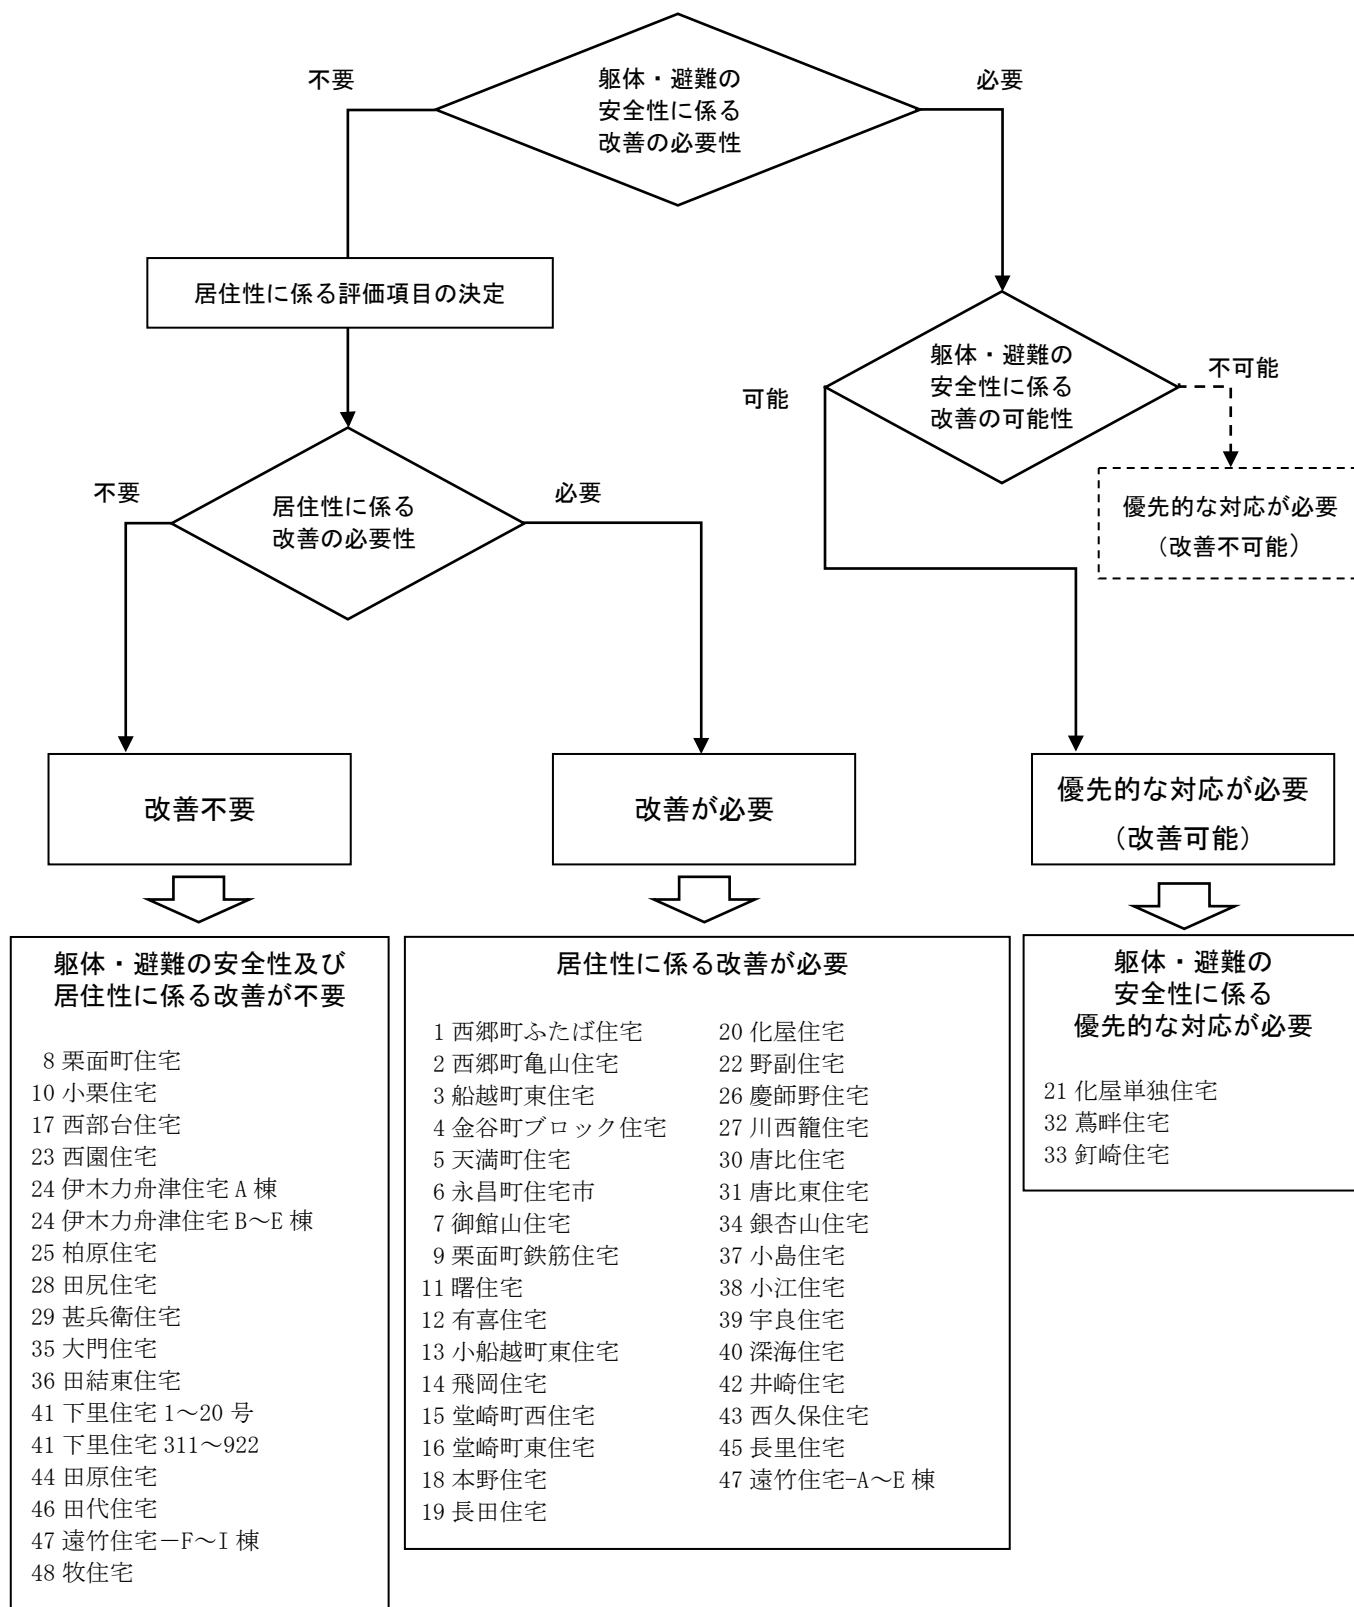 躯体・避難の
安全性に係る
改善の必要性
不要
必要
居住性に係る評価項目の決定
躯体・避難の
安全性に係る
改善の可能性
可能
不可能
優先的な対応が必要
（改善不可能）
居住性に係る
改善の必要性
不要
必要
改善不要
改善が必要
優先的な対応が必要
（改善可能）
躯体・避難の安全性及び
居住性に係る改善が不要
8 栗面町住宅
10 小栗住宅
17 西部台住宅
23 西園住宅
24 伊木力舟津住宅 A 棟
24 伊木力舟津住宅 B～E 棟
25 柏原住宅
28 田尻住宅
29 甚兵衛住宅
35 大門住宅
36 田結東住宅
41 下里住宅 1～20 号
41 下里住宅 311～922
44 田原住宅
46 田代住宅
47 遠竹住宅－F～I 棟
48 牧住宅
居住性に係る改善が必要
1 西郷町ふたば住宅
2 西郷町亀山住宅
3 船越町東住宅
4 金谷町ブロック住宅
5 天満町住宅
6 永昌町住宅市
7 御館山住宅
9 栗面町鉄筋住宅
11 曙住宅
12 有喜住宅
13 小船越町東住宅
14 飛岡住宅
15 堂崎町西住宅
16 堂崎町東住宅
18 本野住宅
19 長田住宅
20 化屋住宅
22 野副住宅
26 慶師野住宅
27 川西籠住宅
30 唐比住宅
31 唐比東住宅
34 銀杏山住宅
37 小島住宅
38 小江住宅
39 宇良住宅
40 深海住宅
42 井崎住宅
43 西久保住宅
45 長里住宅
47 遠竹住宅-A～E 棟
躯体・避難の
安全性に係る
優先的な対応が必要
21 化屋単独住宅
32 蔦畔住宅
33 釘崎住宅